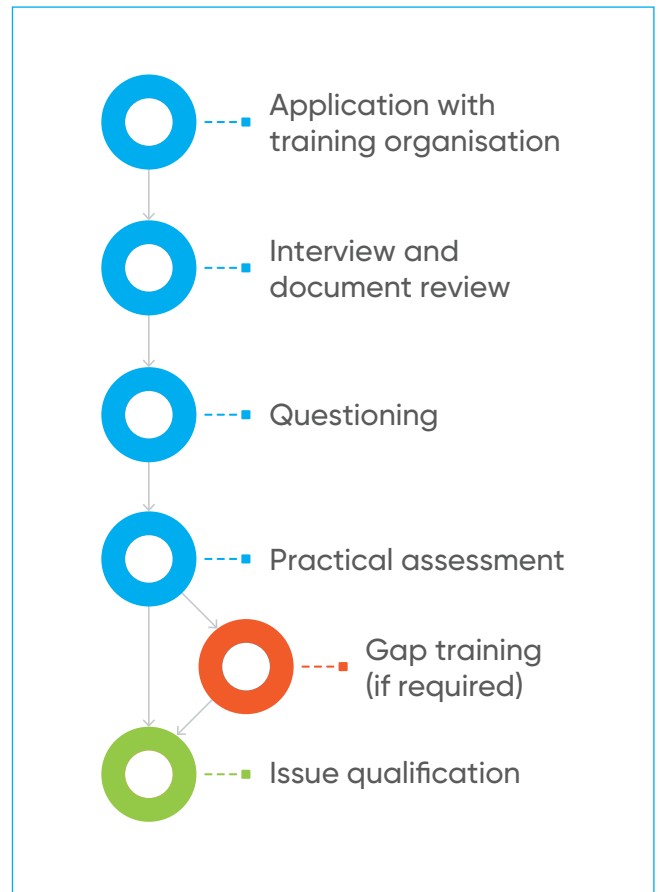 Application with
training organisation
Interview and
document review
Questioning
Practical assessment
Gap training
(if required)
Issue qualification